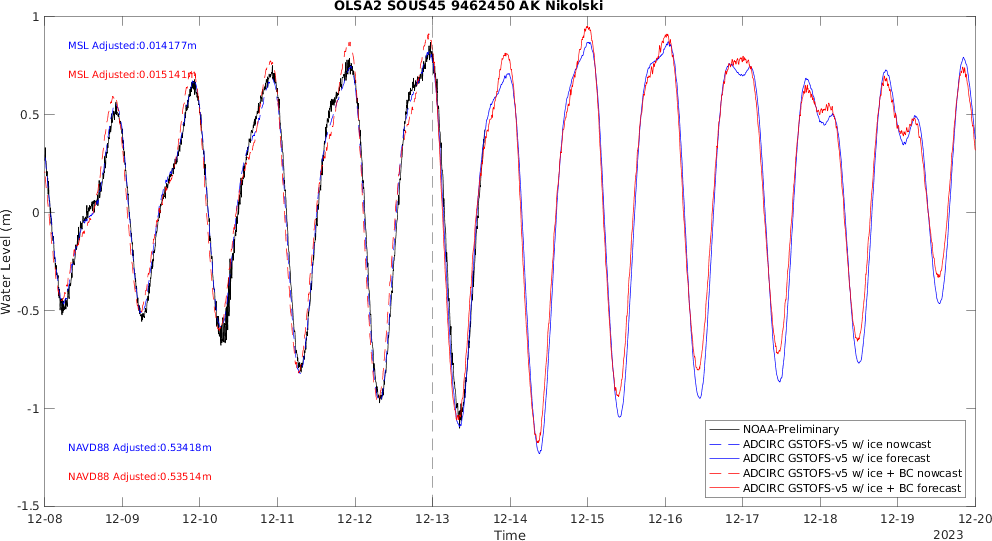 OLSA2 SOUS45 9462450 AK Nikolski
MSL Adjusted:0.014177m
MSL Adjusted:0.015141m
NAVD88 Adjusted:0.53418m
NAVD88 Adjusted:0.53514m
Water Level (m)
1
0.5
0
-0.5
-1
-1.5
NOAA-Preliminary
ADCIRC GSTOFS-v5 w/ ice nowcast
ADCIRC GSTOFS-v5 w/ ice forecast
ADCIRC GSTOFS-v5 w/ ice + BC nowcast
ADCIRC GSTOFS-v5 w/ ice + BC forecast
12-08 12-09 12-10 12-11 12-12 12-13 12-14 12-15 12-16 12-17 12-18 12-19 12-20
Time
2023